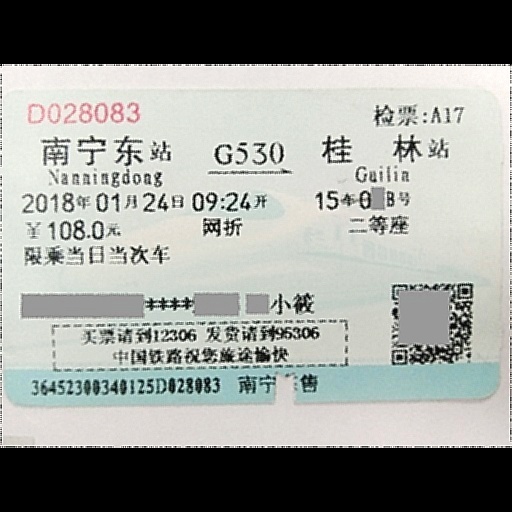 D028083 检票:A17
南宁东站 G530 桂林站
Nanningdong Guilin
2018年01月24日09:24开 15车0 B号
￥108.0元 网折 二等座
限乘当日当次车
**** 小筱
买票请到12306 发货请到95306
中国铁路祝您旅途愉快
36452300340125D028083 南宁 售